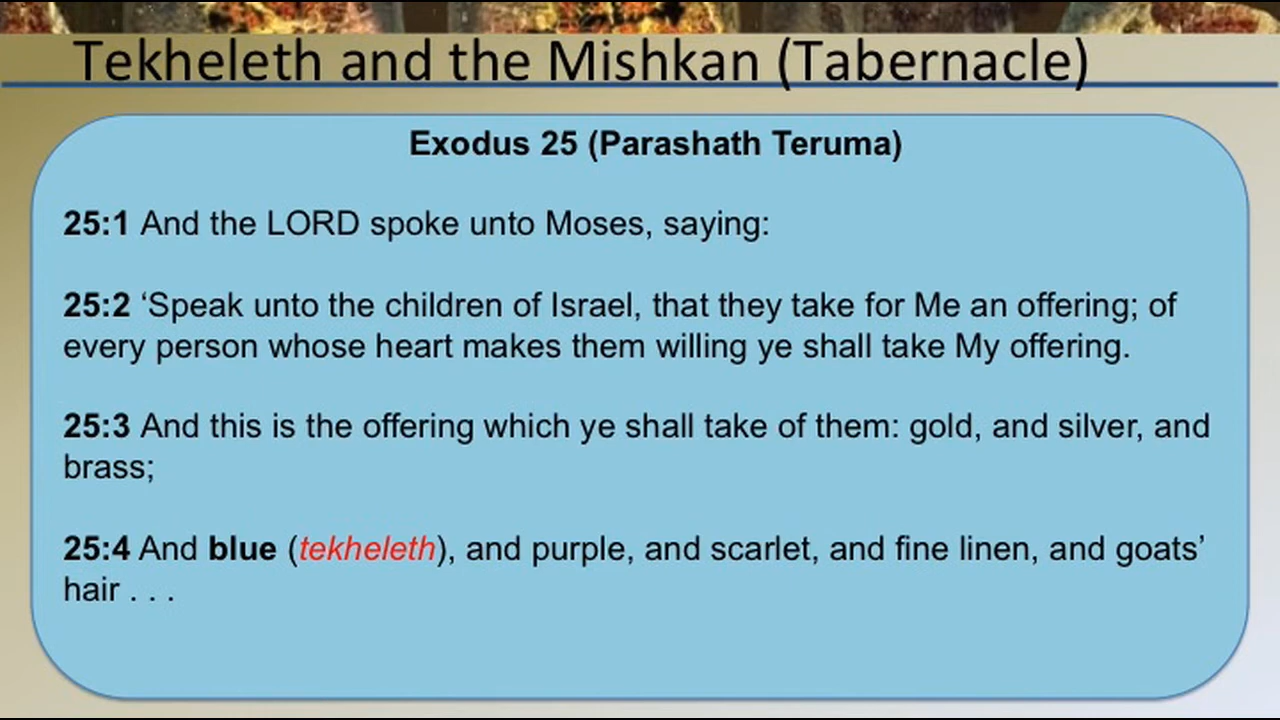 Tekheleth and the Mishkan (Tabernacle)
Exodus 25 (Parashath Teruma)
25:1 And the LORD spoke unto Moses, saying:
25:2 ‘Speak unto the children of Israel, that they take for Me an offering; of
every person whose heart makes them willing ye shall take My offering.
25:3 And this is the offering which ye shall take of them: gold, and silver, and
brass;
25:4 And blue (tekheleth), and purple, and scarlet, and fine linen, and goats’
hair . . .